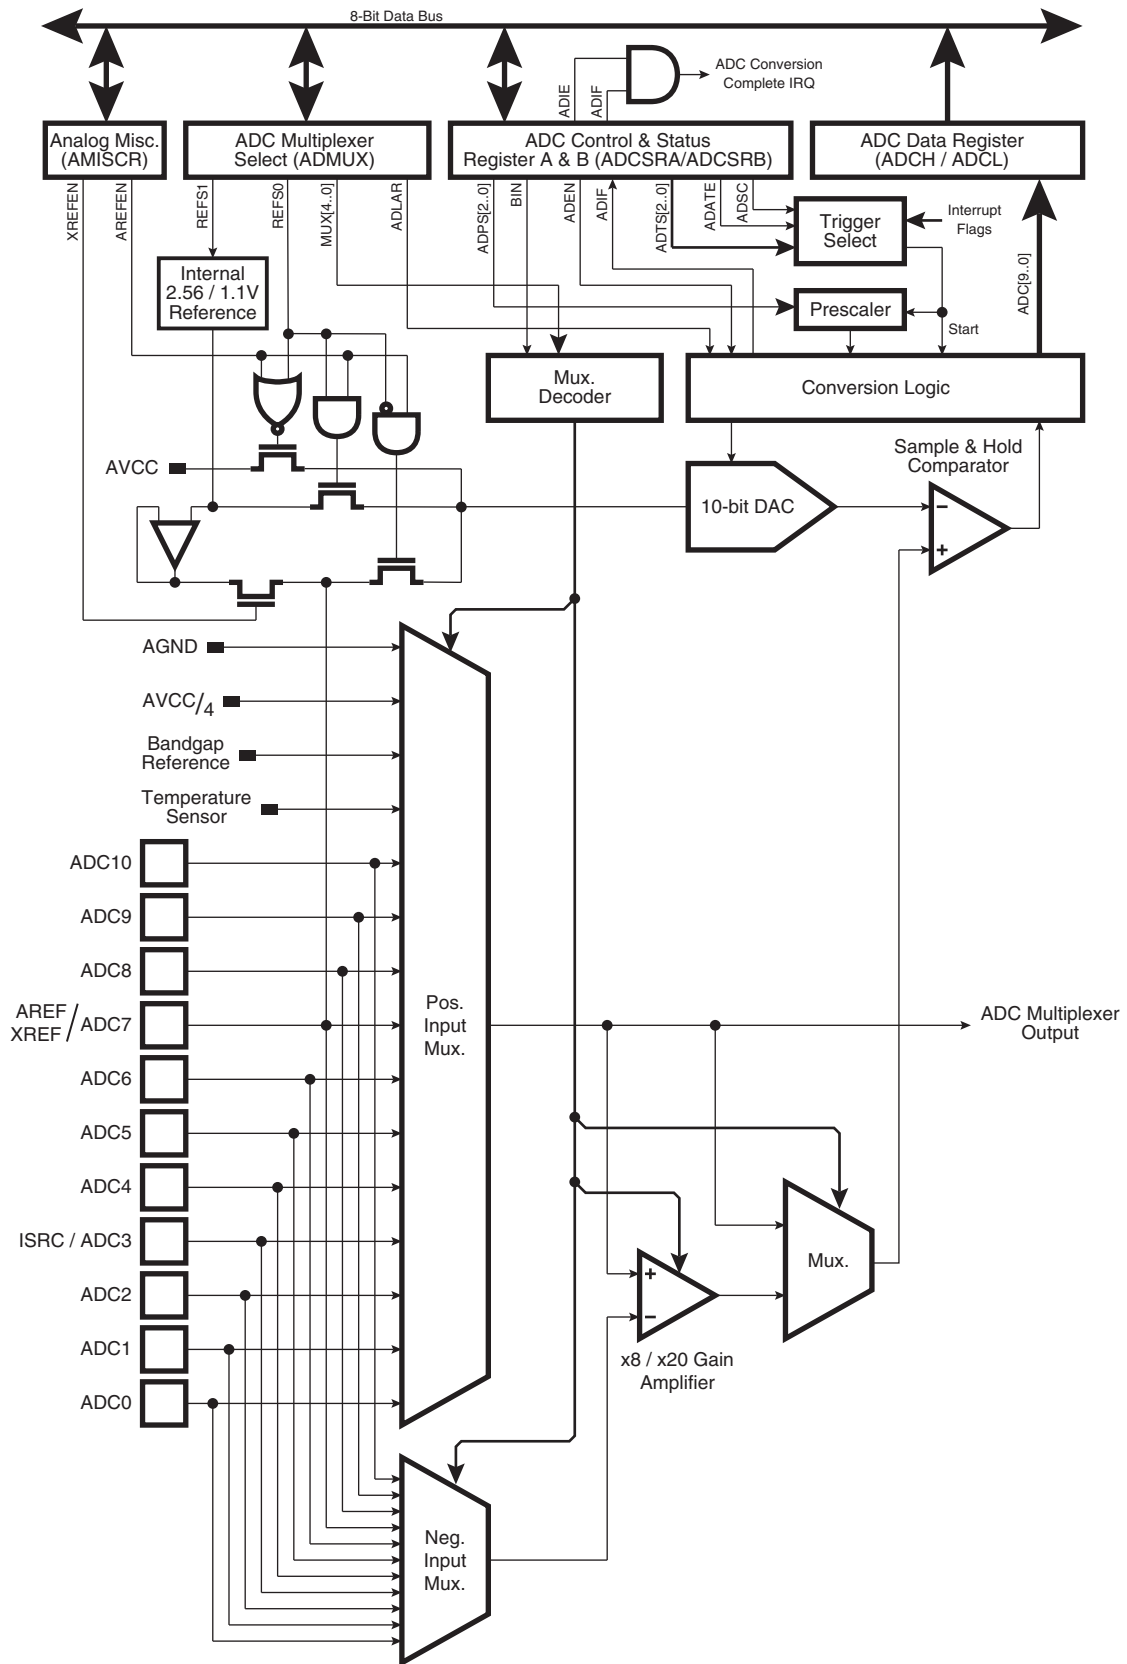 8-Bit Data Bus
ADIE
ADIF
ADC Conversion
Complete IRQ
Analog Misc.
(AMISCR)
ADC Multiplexer
Select (ADMUX)
ADC Control & Status
Register A & B (ADCSRA/ADCSRB)
ADC Data Register
(ADCH / ADCL)
XREFEN
AREFEN
REFS1
REFS0
MUX[4..0]
ADLAR
ADPS[2..0]
BIN
ADEN
ADIF
ADTS[2..0]
ADATE
ADSC
Trigger
Select
Interrupt
Flags
ADC[9..0]
Internal
2.56 / 1.1V
Reference
Prescaler
Start
Mux.
Decoder
Conversion Logic
AVCC
Sample & Hold
Comparator
10-bit DAC
−
+
AGND
AVCC/4
Bandgap
Reference
Temperature
Sensor
ADC10
ADC9
ADC8
AREF
XREF / ADC7
ADC6
ADC5
ADC4
ISRC / ADC3
ADC2
ADC1
ADC0
Pos.
Input
Mux.
ADC Multiplexer
Output
Mux.
+
−
x8 / x20 Gain
Amplifier
Neg.
Input
Mux.